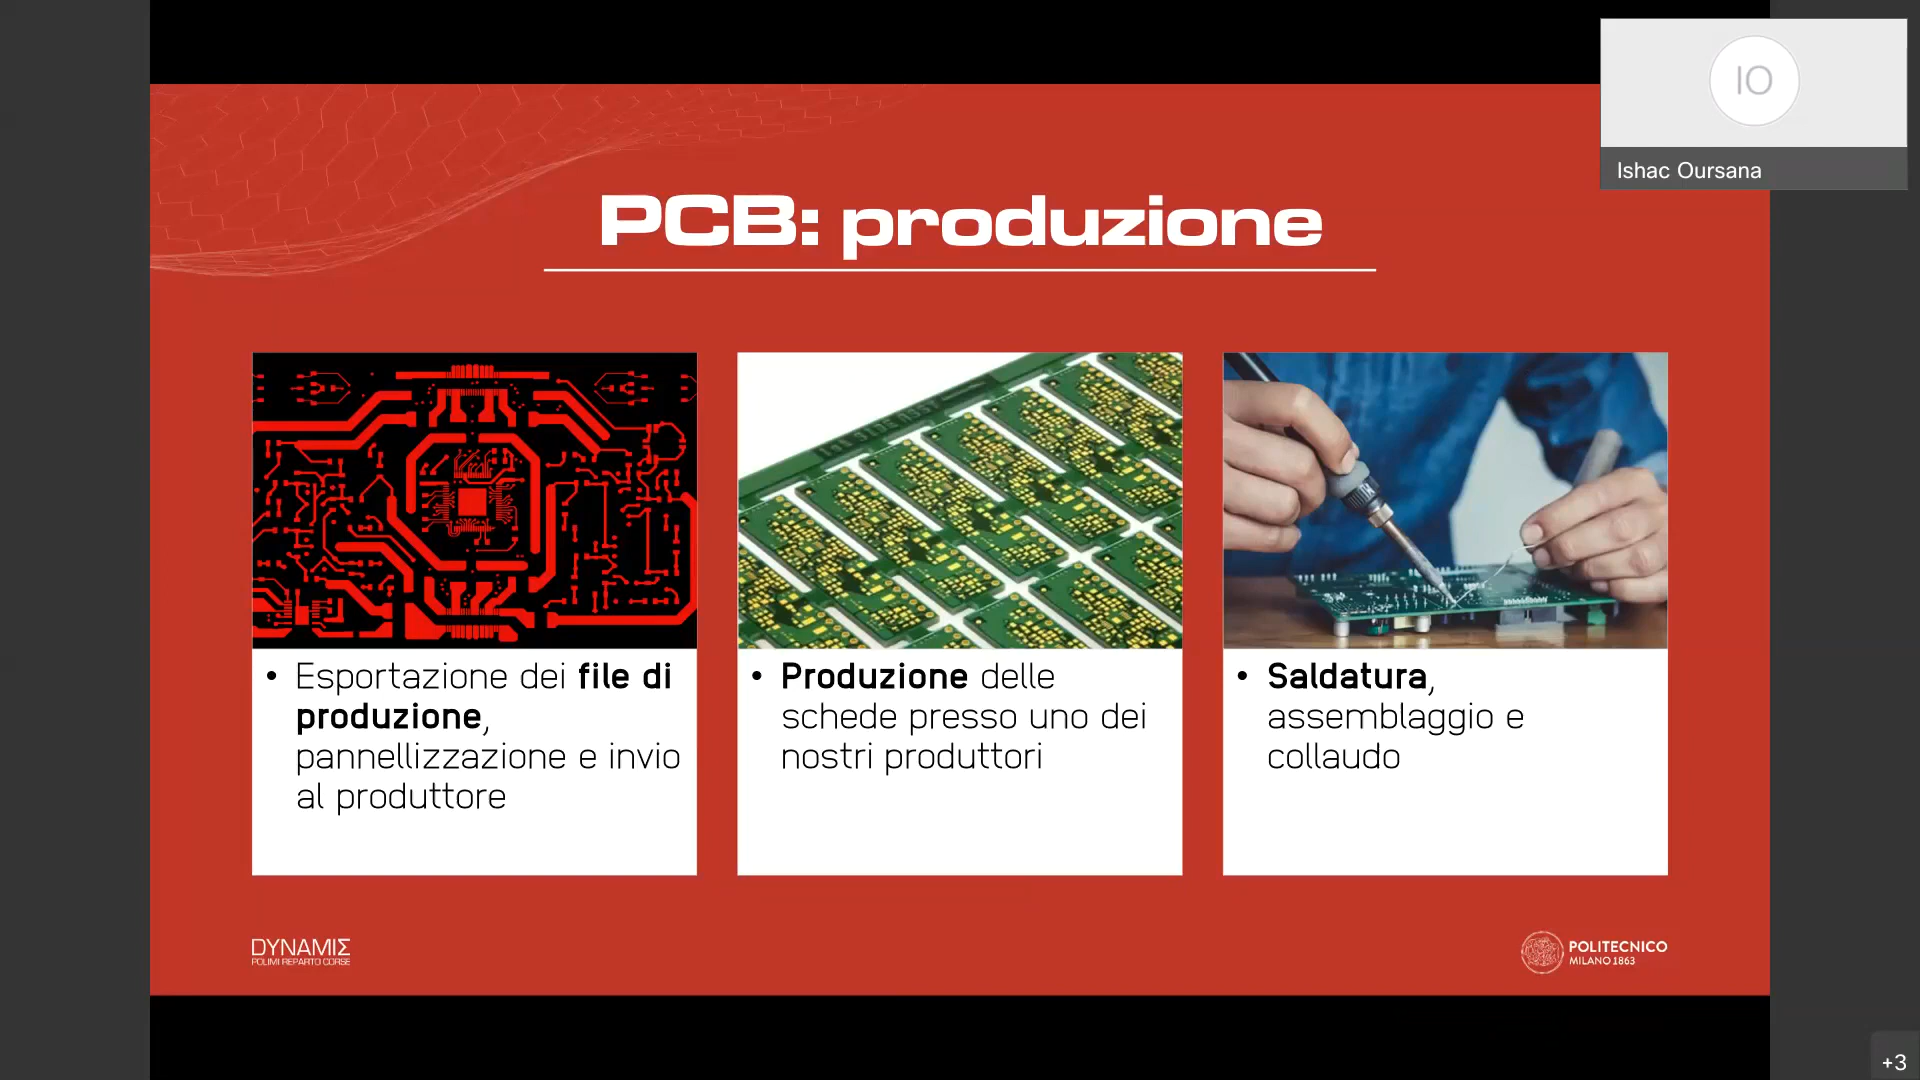 IO
Ishac Oursana
PCB: produzione
• Esportazione dei file di
produzione,
pannellizzazione e invio
al produttore
• Produzione delle
schede presso uno dei
nostri produttori
• Saldatura,
assemblaggio e
collaudo
DYNAMIΣ
POLIMI REPARTO CORSE
POLITECNICO
MILANO 1863
+3